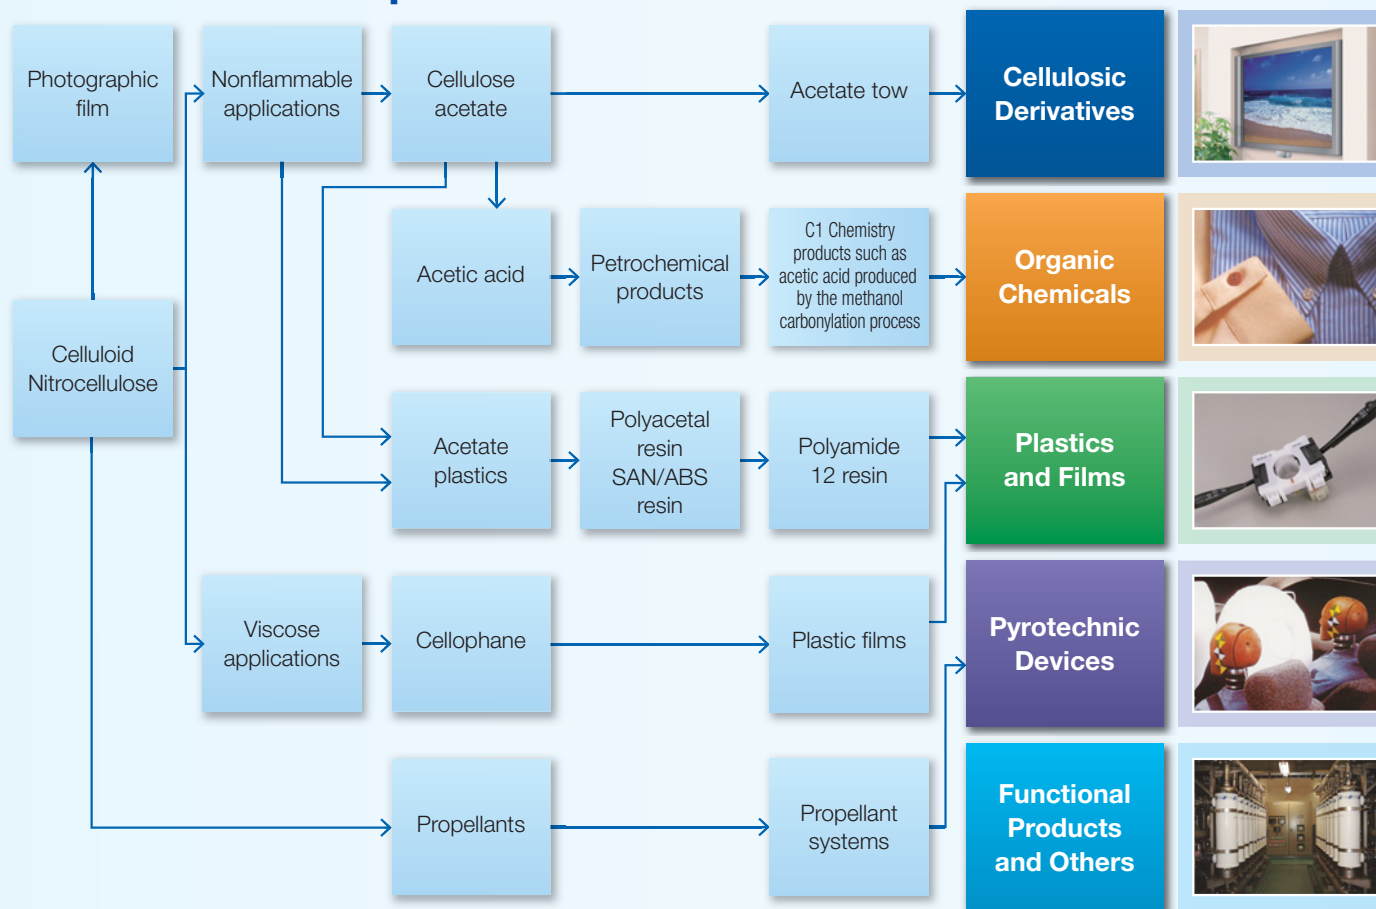 Photographic
film
Nonflammable
applications
Cellulose
acetate
Acetate tow
Cellulosic
Derivatives
Acetic acid
Petrochemical
products
C1 Chemistry
products such as
acetic acid produced
by the methanol
carbonylation process
Organic
Chemicals
Celluloid
Nitrocellulose
Acetate
plastics
Polyacetal
resin
SAN/ABS
resin
Polyamide
12 resin
Plastics
and Films
Viscose
applications
Cellophane
Plastic films
Pyrotechnic
Devices
Propellants
Propellant
systems
Functional
Products
and Others